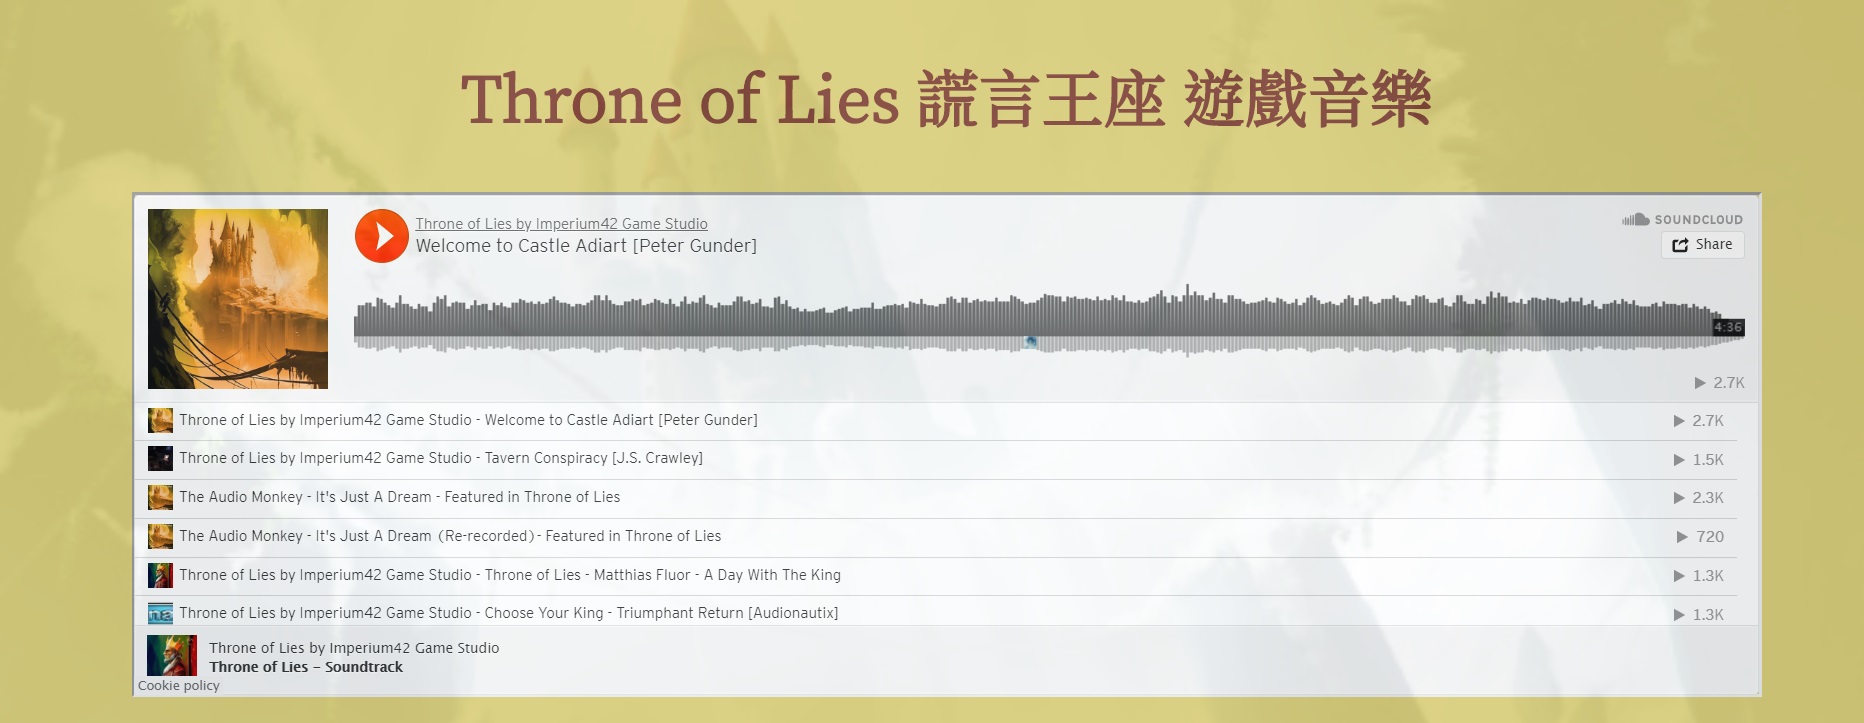 Throne of Lies 謊言王座 遊戲音樂
Throne of Lies by Imperium42 Game Studio
Welcome to Castle Adiart [Peter Gunder]
SOUNDCLOUD
Share
4:36
2.7K
Throne of Lies by Imperium42 Game Studio - Welcome to Castle Adiart [Peter Gunder] 2.7K
Throne of Lies by Imperium42 Game Studio - Tavern Conspiracy [J.S. Crawley] 1.5K
The Audio Monkey - It's Just A Dream - Featured in Throne of Lies 2.3K
The Audio Monkey - It's Just A Dream (Re-recorded)- Featured in Throne of Lies 720
Throne of Lies by Imperium42 Game Studio - Throne of Lies - Matthias Fluor - A Day With The King 1.3K
Throne of Lies by Imperium42 Game Studio - Choose Your King - Triumphant Return [Audionautix] 1.3K
Throne of Lies by Imperium42 Game Studio
Throne of Lies – Soundtrack
Cookie policy